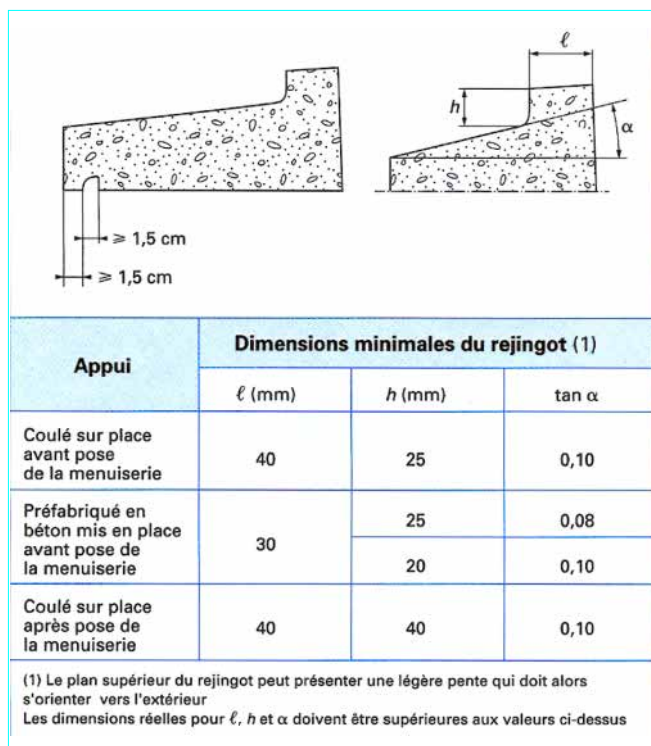 ℓ
h
α
⩾ 1,5 cm
⩾ 1,5 cm
Appui
Dimensions minimales du rejingot (1)
ℓ (mm)
h (mm)
tan α
Coulé sur place
avant pose
de la menuiserie
40
25
0,10
Préfabriqué en
béton mis en place
avant pose de
la menuiserie
30
25
0,08
20
0,10
Coulé sur place
après pose de
la menuiserie
40
40
0,10
(1) Le plan supérieur du rejingot peut présenter une légère pente qui doit alors
s'orienter vers l'extérieur
Les dimensions réelles pour ℓ, h et α doivent être supérieures aux valeurs ci-dessus